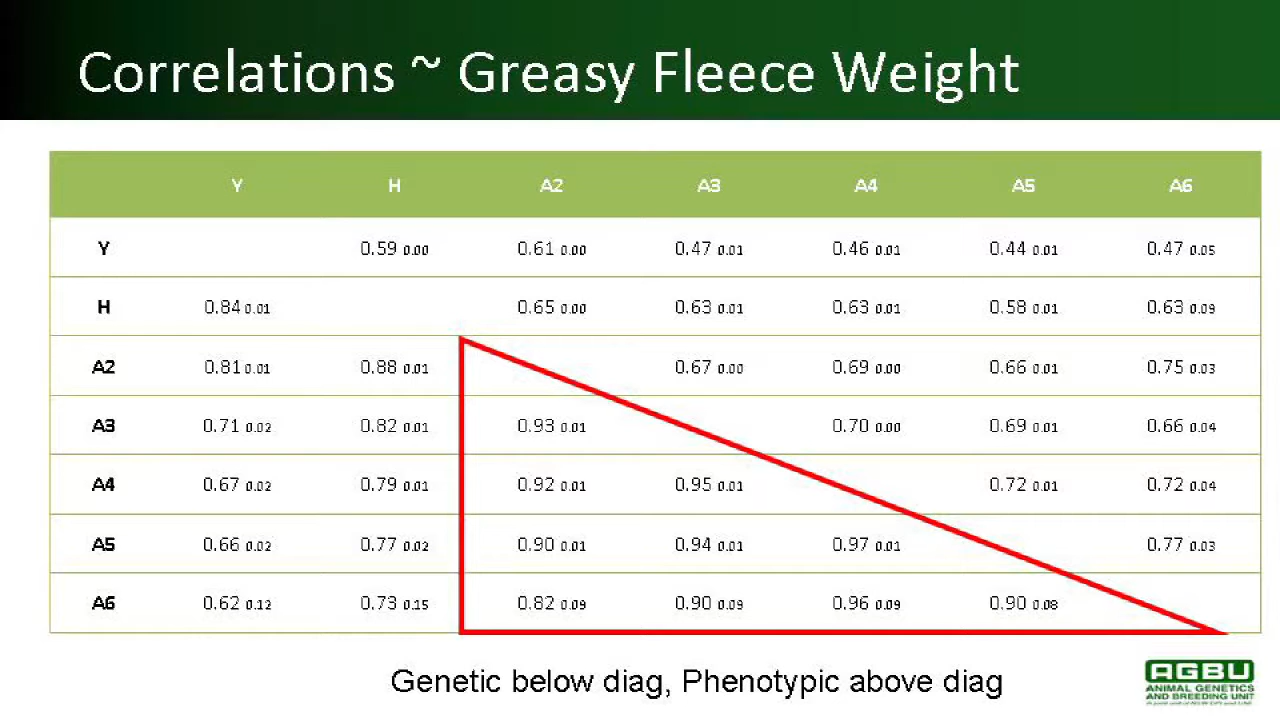 Correlations ~ Greasy Fleece Weight
Y H A2 A3 A4 A5 A6
Y 0.59 0.00 0.61 0.00 0.47 0.01 0.46 0.01 0.44 0.01 0.47 0.05
H 0.84 0.01 0.65 0.00 0.63 0.01 0.63 0.01 0.58 0.01 0.63 0.09
A2 0.81 0.01 0.88 0.01 0.67 0.00 0.69 0.00 0.66 0.01 0.75 0.03
A3 0.71 0.02 0.82 0.01 0.93 0.01 0.70 0.00 0.69 0.01 0.66 0.04
A4 0.67 0.02 0.79 0.01 0.92 0.01 0.95 0.01 0.72 0.01 0.72 0.04
A5 0.66 0.02 0.77 0.02 0.90 0.01 0.94 0.01 0.97 0.01 0.77 0.03
A6 0.62 0.12 0.73 0.15 0.82 0.09 0.90 0.09 0.96 0.09 0.90 0.08
Genetic below diag, Phenotypic above diag
AGBU
ANIMAL GENETICS
AND BREEDING UNIT